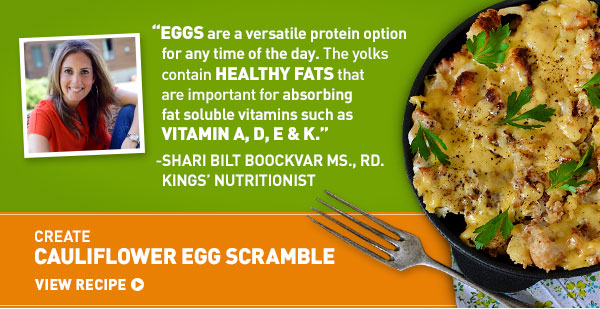 “EGGS are a versatile protein option
for any time of the day. The yolks
contain HEALTHY FATS that
are important for absorbing
fat soluble vitamins such as
VITAMIN A, D, E & K.”
-SHARI BILT BOOCKVAR MS., RD.
KINGS’ NUTRITIONIST
CREATE
CAULIFLOWER EGG SCRAMBLE
VIEW RECIPE